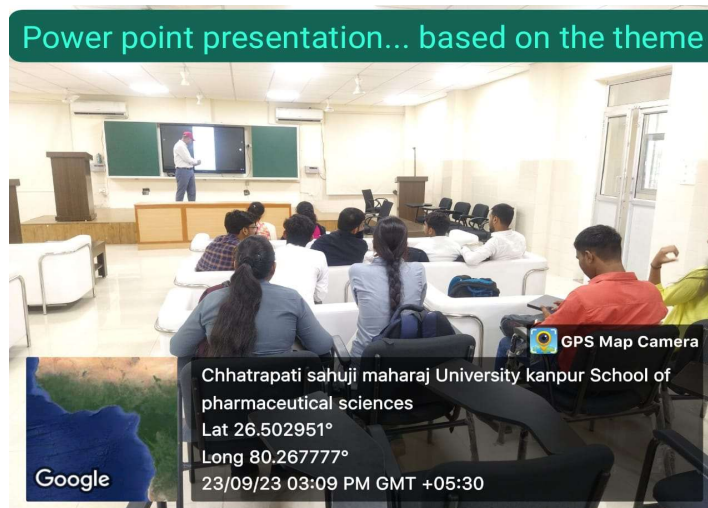 Power point presentation... based on the theme
GPS Map Camera
Chhatrapati sahuji maharaj University kanpur School of
pharmaceutical sciences
Lat 26.502951°
Long 80.267777°
23/09/23 03:09 PM GMT +05:30
Google